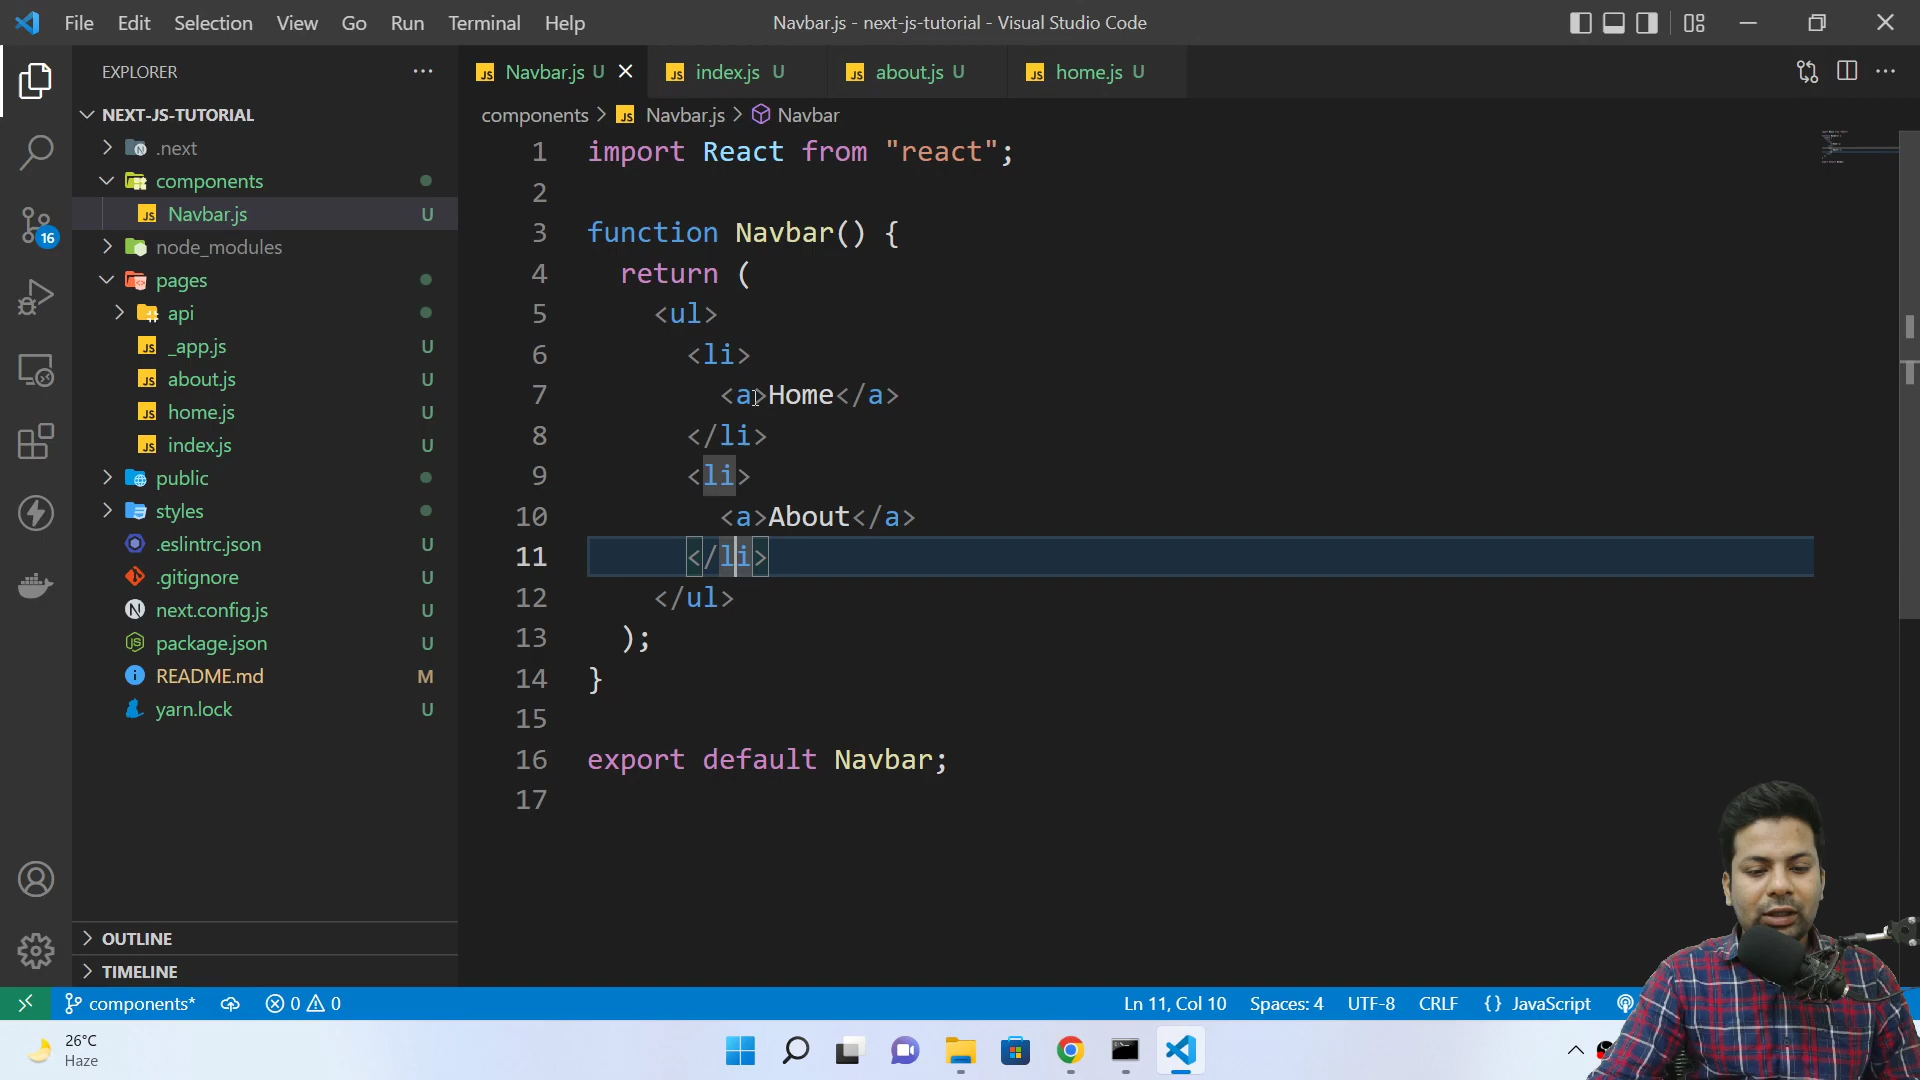 File Edit Selection View Go Run Terminal Help
Navbar.js - next-js-tutorial - Visual Studio Code
EXPLORER
Navbar.js U
index.js U
about.js U
home.js U
NEXT-JS-TUTORIAL
.next
components
Navbar.js U
node_modules
pages
api
_app.js U
about.js U
home.js U
index.js U
public
styles
.eslintrc.json U
.gitignore U
next.config.js U
package.json U
README.md M
yarn.lock U
OUTLINE
TIMELINE
16
components > JS Navbar.js > Navbar
1 import React from "react";
2
3 function Navbar() {
4 return (
5 <ul>
6 <li>
7 <a>Home</a>
8 </li>
9 <li>
10 <a>About</a>
11 </li>
12 </ul>
13 );
14 }
15
16 export default Navbar;
17
components* 0 0
Ln 11, Col 10 Spaces: 4 UTF-8 CRLF {} JavaScript
26°C
Haze